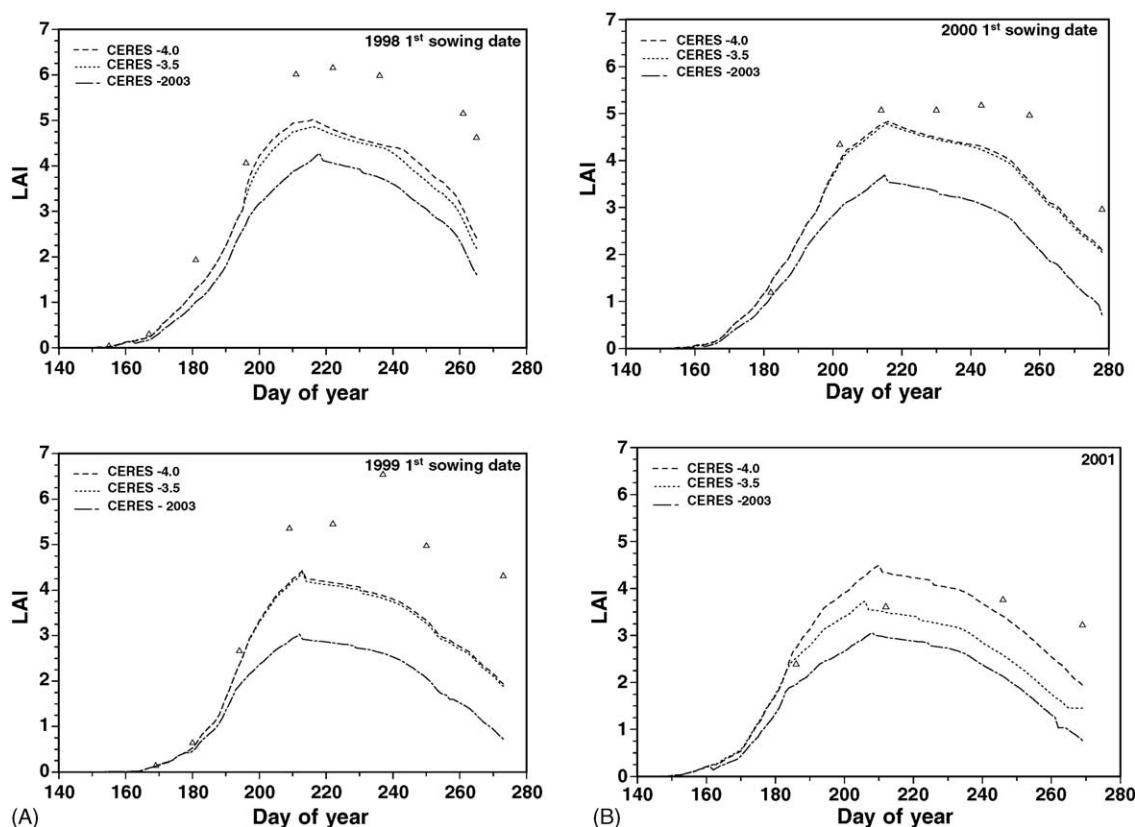 7
6
5
4
3
2
1
0
LAI
1998 1st sowing date
CERES -4.0
CERES -3.5
CERES -2003
140 160 180 200 220 240 260 280
Day of year
7
6
5
4
3
2
1
0
LAI
2000 1st sowing date
CERES -4.0
CERES -3.5
CERES -2003
140 160 180 200 220 240 260 280
Day of year
7
6
5
4
3
2
1
0
LAI
1999 1st sowing date
CERES -4.0
CERES -3.5
CERES - 2003
140 160 180 200 220 240 260 280
Day of year
(A)
7
6
5
4
3
2
1
0
LAI
2001
CERES -4.0
CERES -3.5
CERES -2003
140 160 180 200 220 240 260 280
Day of year
(B)